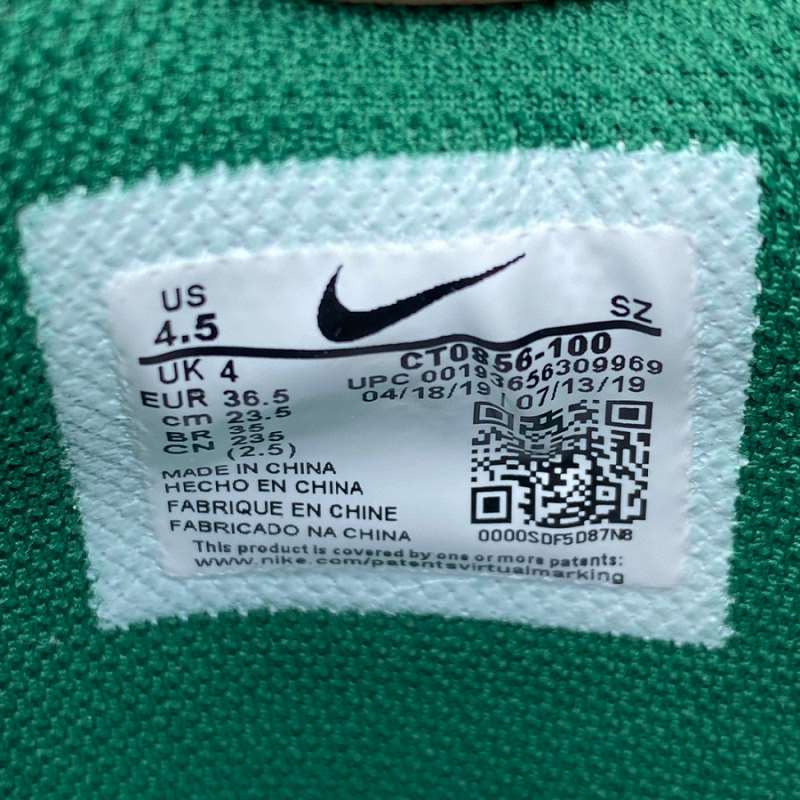 US
4.5
SZ
UK 4
CT0856-100
EUR 36.5
UPC 00193656309969
cm 23.5
04/18/19 | 07/13/19
BR 35
CN 235
(2.5)
MADE IN CHINA
HECHO EN CHINA
FABRIQUE EN CHINE
FABRICADO NA CHINA
0000SDF5D87N8
This product is covered by one or more patents:
www.nike.com/patentsvirtualmarking